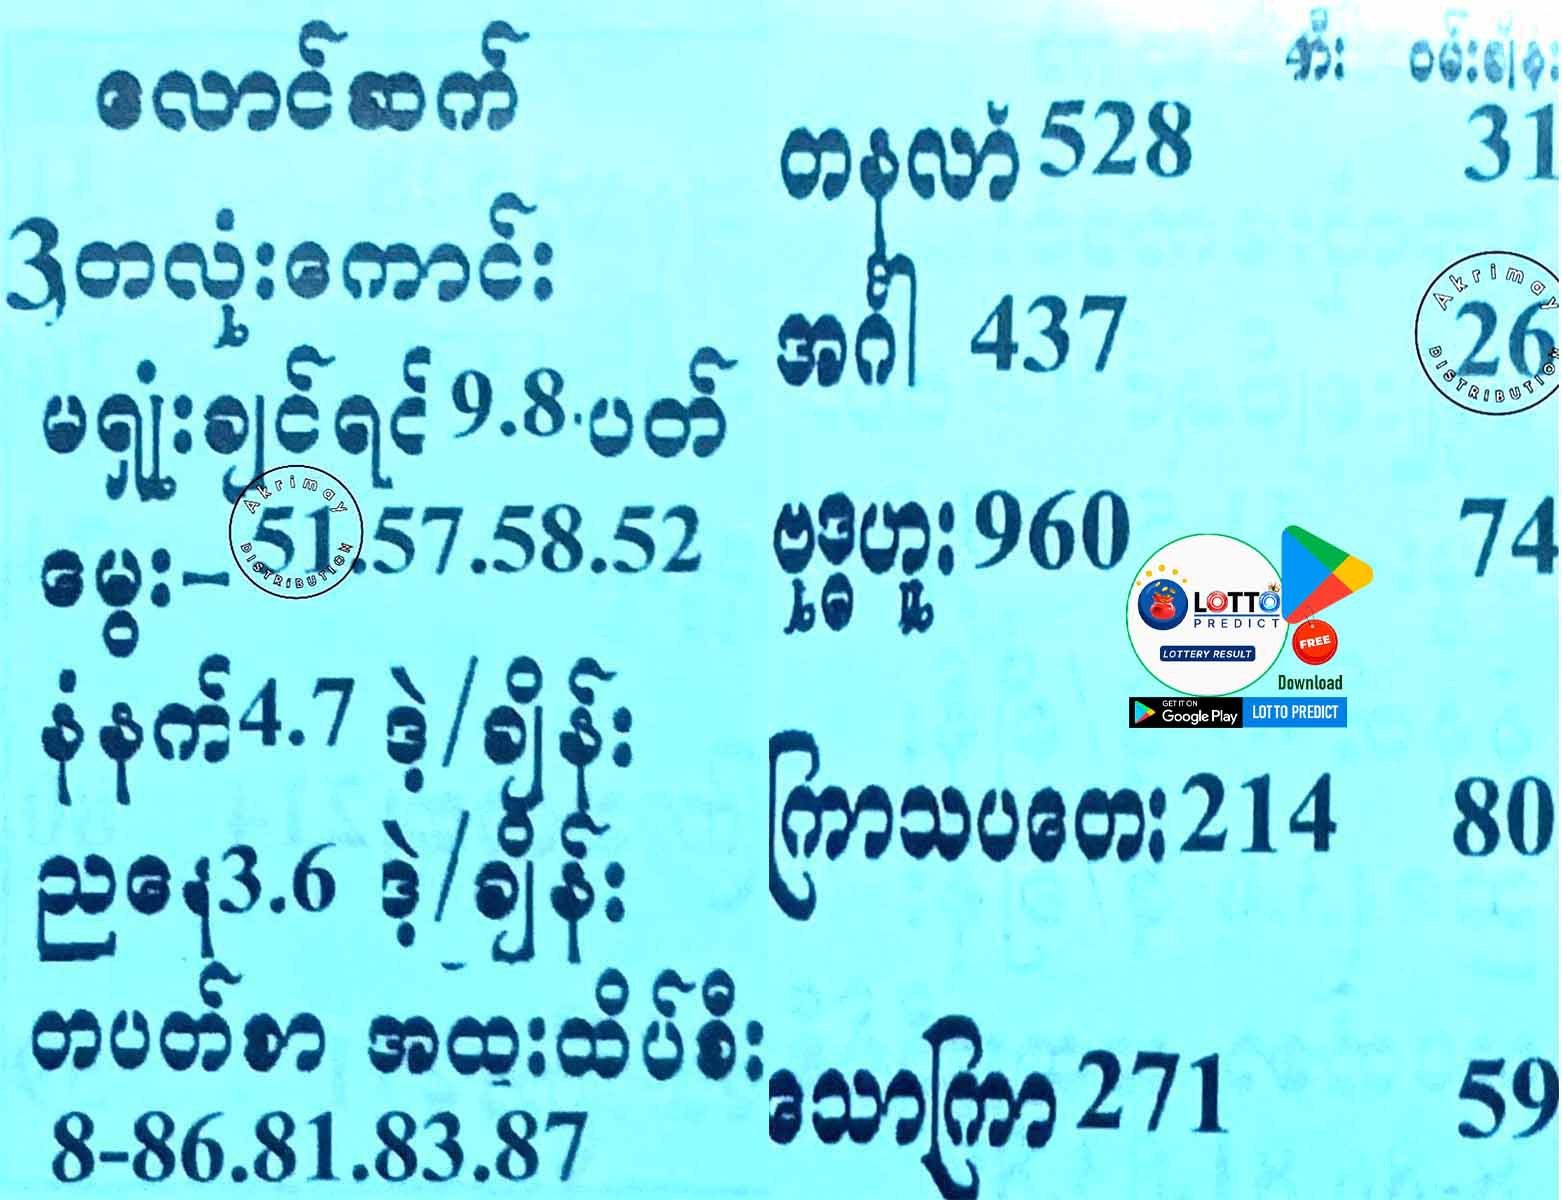 လောင်ဆက်
3 တလုံးကောင်း
မရှုံးချင်ရင် 9.8. ပတ်
မွေး - 51.57.58.52
နံနက် 4.7 ဒဲ့/ချိန်း
ညနေ 3.6 ဒဲ့/ချိန်း
တပတ်စာ အထူးထိပ်စီး
8-86.81.83.87
ဝမ်းချိန်း
တနင်္လာ 528 31
အင်္ဂါ 437 26
ဗုဒ္ဓဟူး 960 74
ကြာသပတေး 214 80
သောကြာ 271 59
Akrimay DISTRIBUTION
Akrimay DISTRIBUTION
LOTTO PREDICT
LOTTERY RESULT
FREE
Download
GET IT ON Google Play LOTTO PREDICT